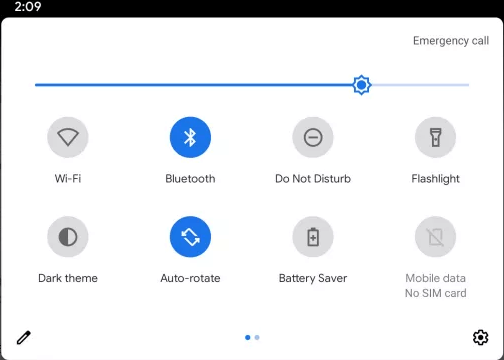 2:09
Emergency call
Wi-Fi
Bluetooth
Do Not Disturb
Flashlight
Dark theme
Auto-rotate
Battery Saver
Mobile data
No SIM card